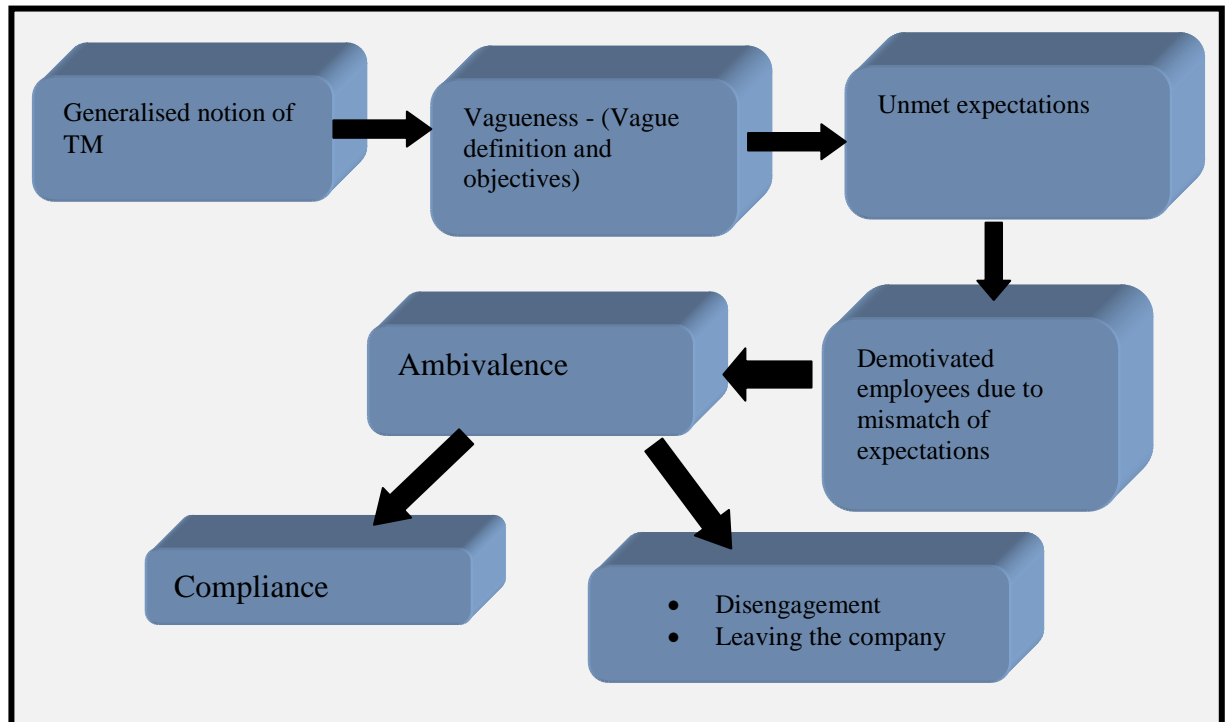 Generalised notion of
TM
Vagueness - (Vague
definition and
objectives)
Unmet expectations
Demotivated
employees due to
mismatch of
expectations
Ambivalence
Compliance
• Disengagement
• Leaving the company